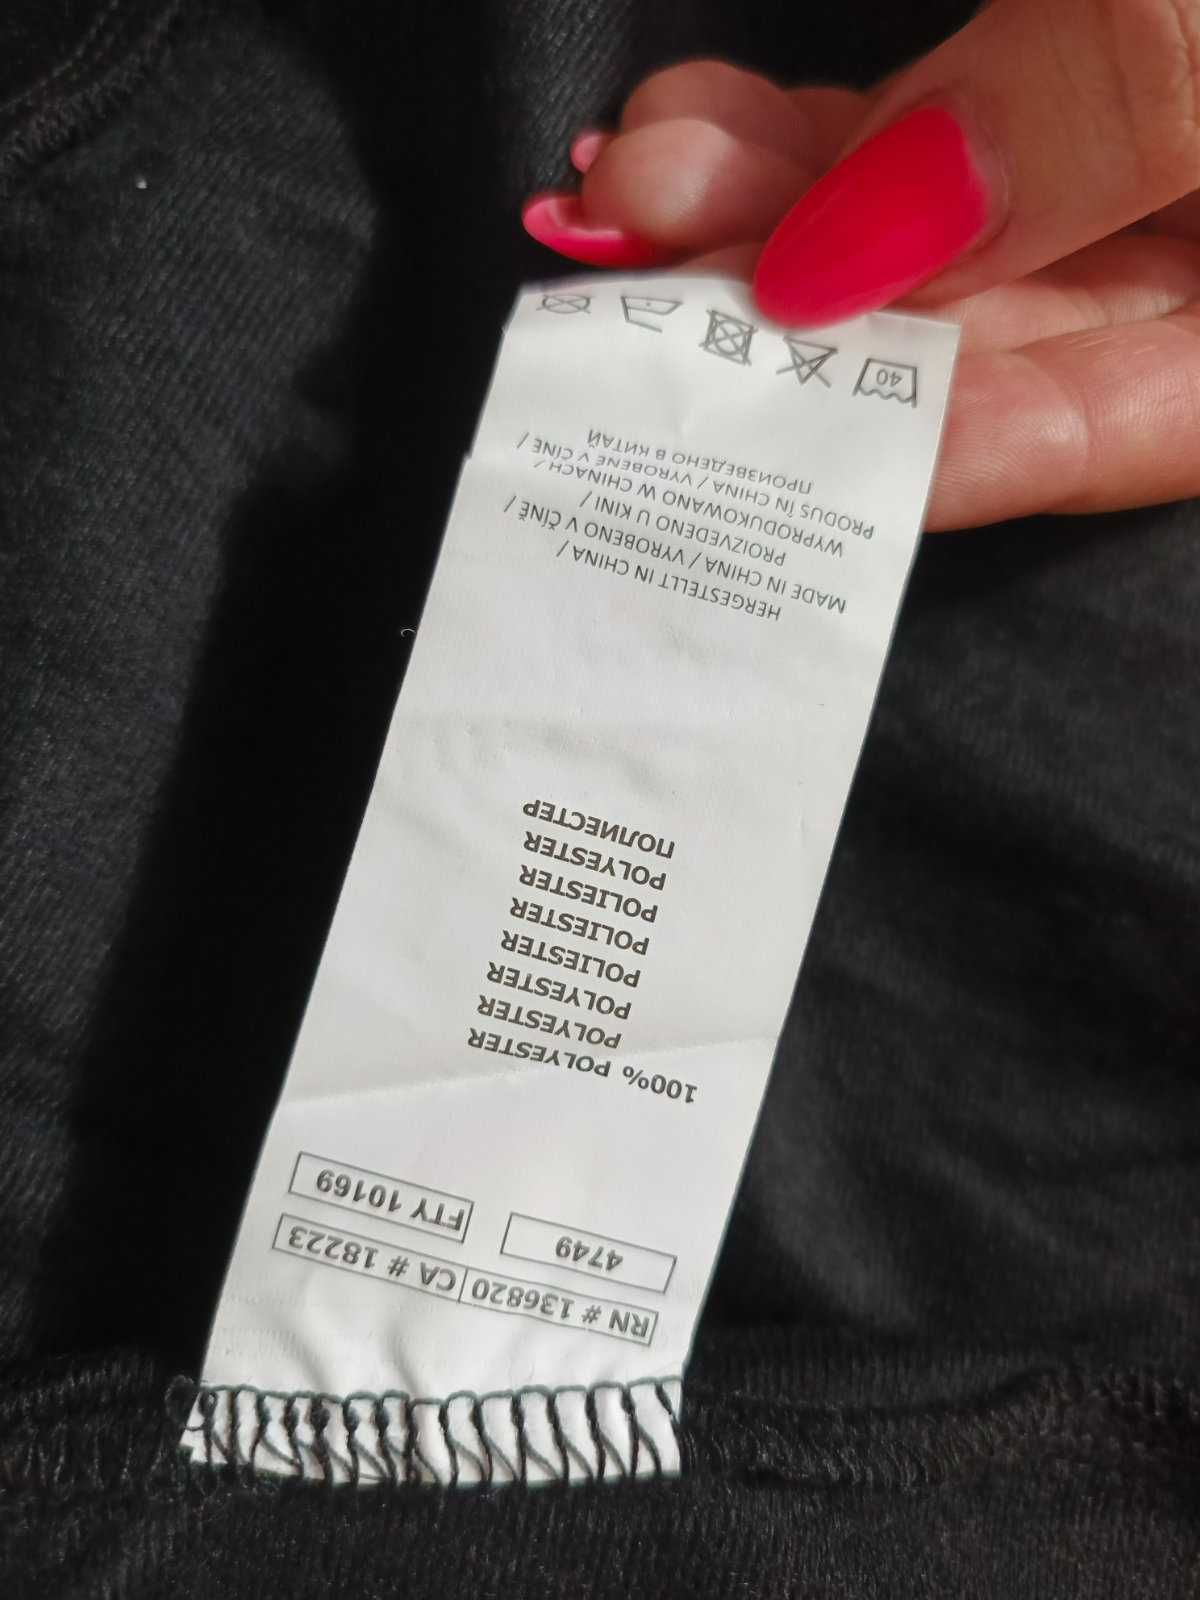 RN # 136820 CA # 18223
4749 FTY 10169
100% POLYESTER
POLYESTER
POLYESTER
POLIESTER
POLIESTER
POLIESTER
POLYESTER
ПОЛИЕСТЕР
HERGESTELLT IN CHINA /
MADE IN CHINA / VYROBENO V ČÍNĚ /
PROIZVEDENO U KINI /
WYPRODUKOWANO W CHINACH /
PRODUS ÎN CHINA / VYROBENÉ V ČÍNE /
ПРОИЗВЕДЕНО В КИТАЙ
40